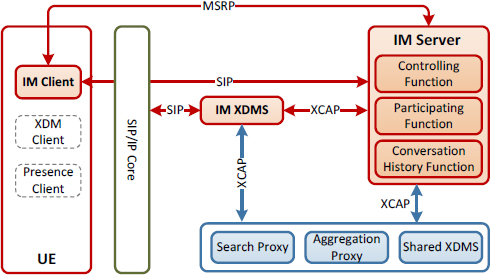 MSRP
IM Server
IM Client
Controlling
Function
SIP
SIP
IM XDMS
XCAP
Participating
Function
XDM
Client
SIP/IP Core
Conversation
History Function
Presence
Client
XCAP
XCAP
UE
Search Proxy
Aggregation
Proxy
Shared XDMS